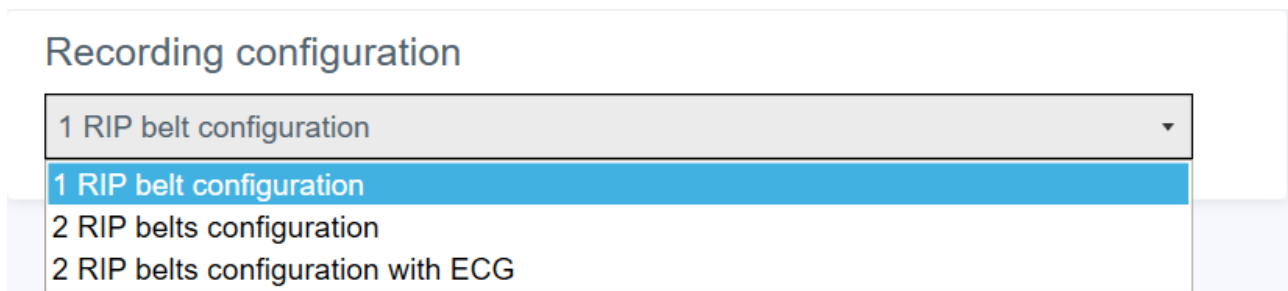 Recording configuration
1 RIP belt configuration
1 RIP belt configuration
2 RIP belts configuration
2 RIP belts configuration with ECG